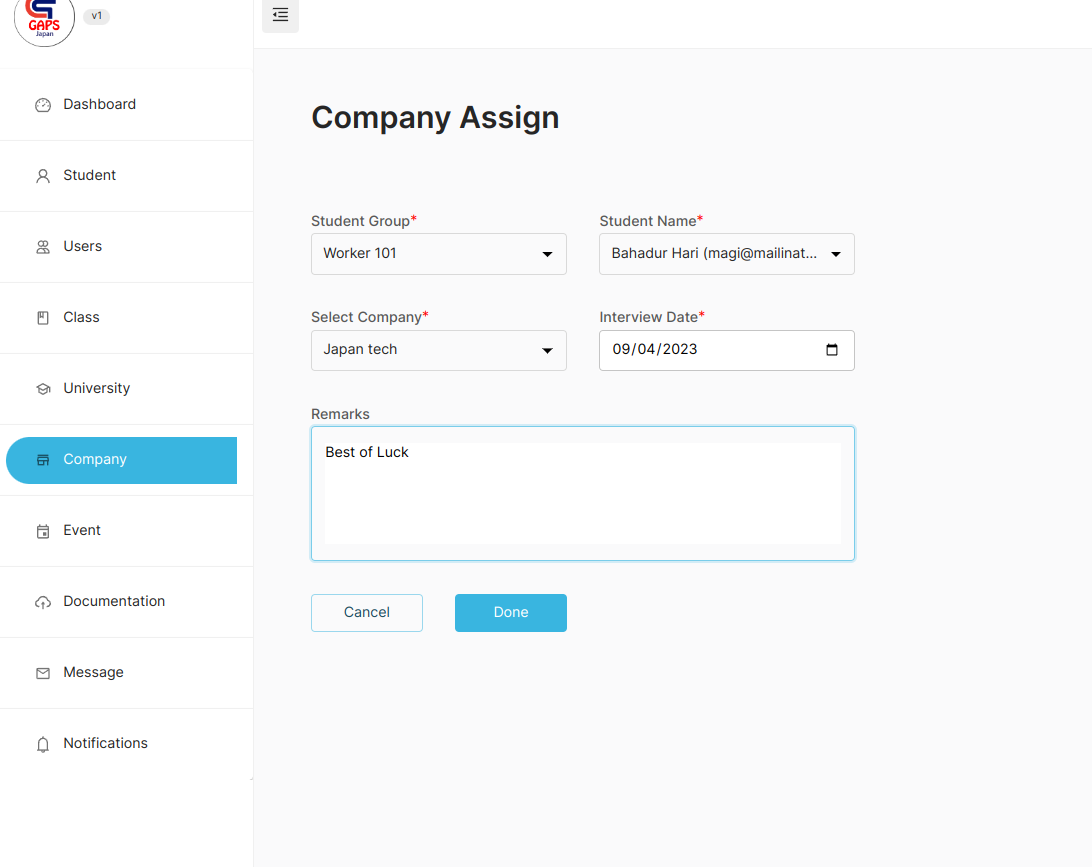 GAPS
Japan
v1
Dashboard
Student
Users
Class
University
Company
Event
Documentation
Message
Notifications
Company Assign
Student Group* Student Name*
Worker 101 Bahadur Hari (magi@mailinat...
Select Company* Interview Date*
Japan tech 09/04/2023
Remarks
Best of Luck
Cancel Done